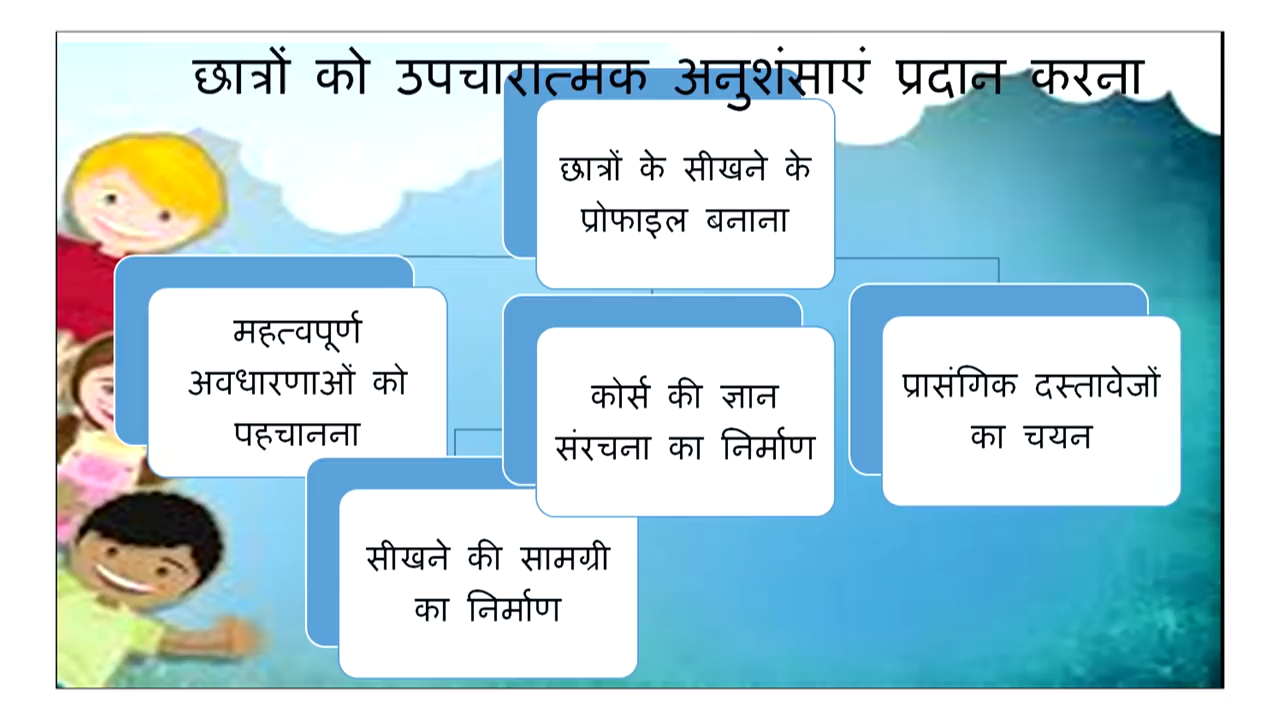 छात्रों को उपचारात्मक अनुशंसाएं प्रदान करना
छात्रों के सीखने के
प्रोफाइल बनाना
महत्वपूर्ण
अवधारणाओं को
पहचानना
कोर्स की ज्ञान
संरचना का निर्माण
प्रासंगिक दस्तावेजों
का चयन
सीखने की सामग्री
का निर्माण